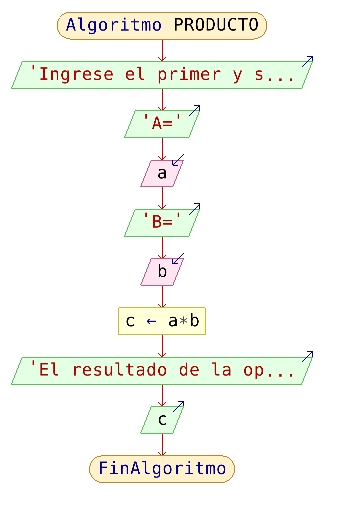 Algoritmo PRODUCTO
'Ingrese el primer y s...
'A='
a
'B='
b
c ← a*b
'El resultado de la op...
c
FinAlgoritmo